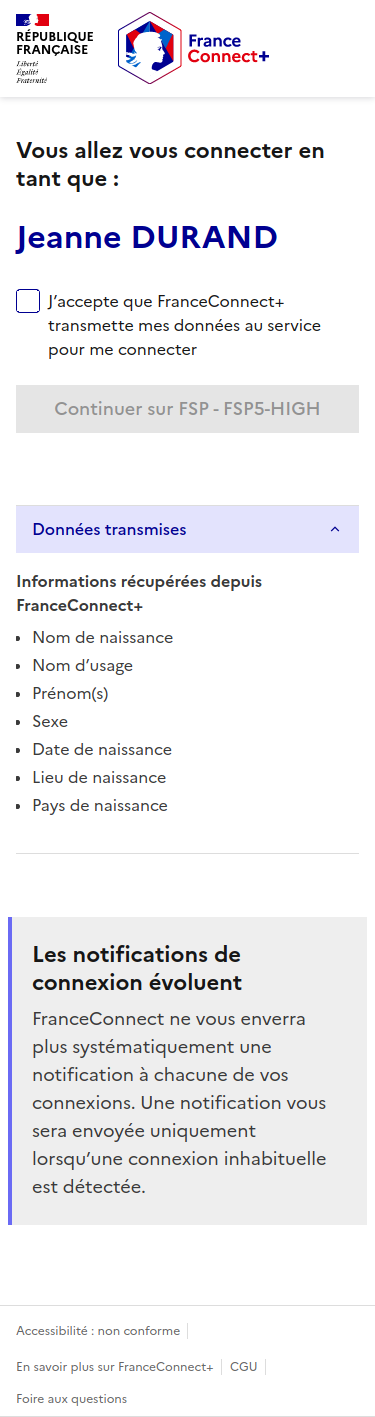 RÉPUBLIQUE
FRANÇAISE
Liberté
Égalité
Fraternité
France
Connect+
Vous allez vous connecter en
tant que :
Jeanne DURAND
J’accepte que FranceConnect+
transmette mes données au service
pour me connecter
Continuer sur FSP - FSP5-HIGH
Données transmises
Informations récupérées depuis
FranceConnect+
• Nom de naissance
• Nom d’usage
• Prénom(s)
• Sexe
• Date de naissance
• Lieu de naissance
• Pays de naissance
Les notifications de
connexion évoluent
FranceConnect ne vous enverra
plus systématiquement une
notification à chacune de vos
connexions. Une notification vous
sera envoyée uniquement
lorsqu’une connexion inhabituelle
est détectée.
Accessibilité : non conforme
En savoir plus sur FranceConnect+ CGU
Foire aux questions